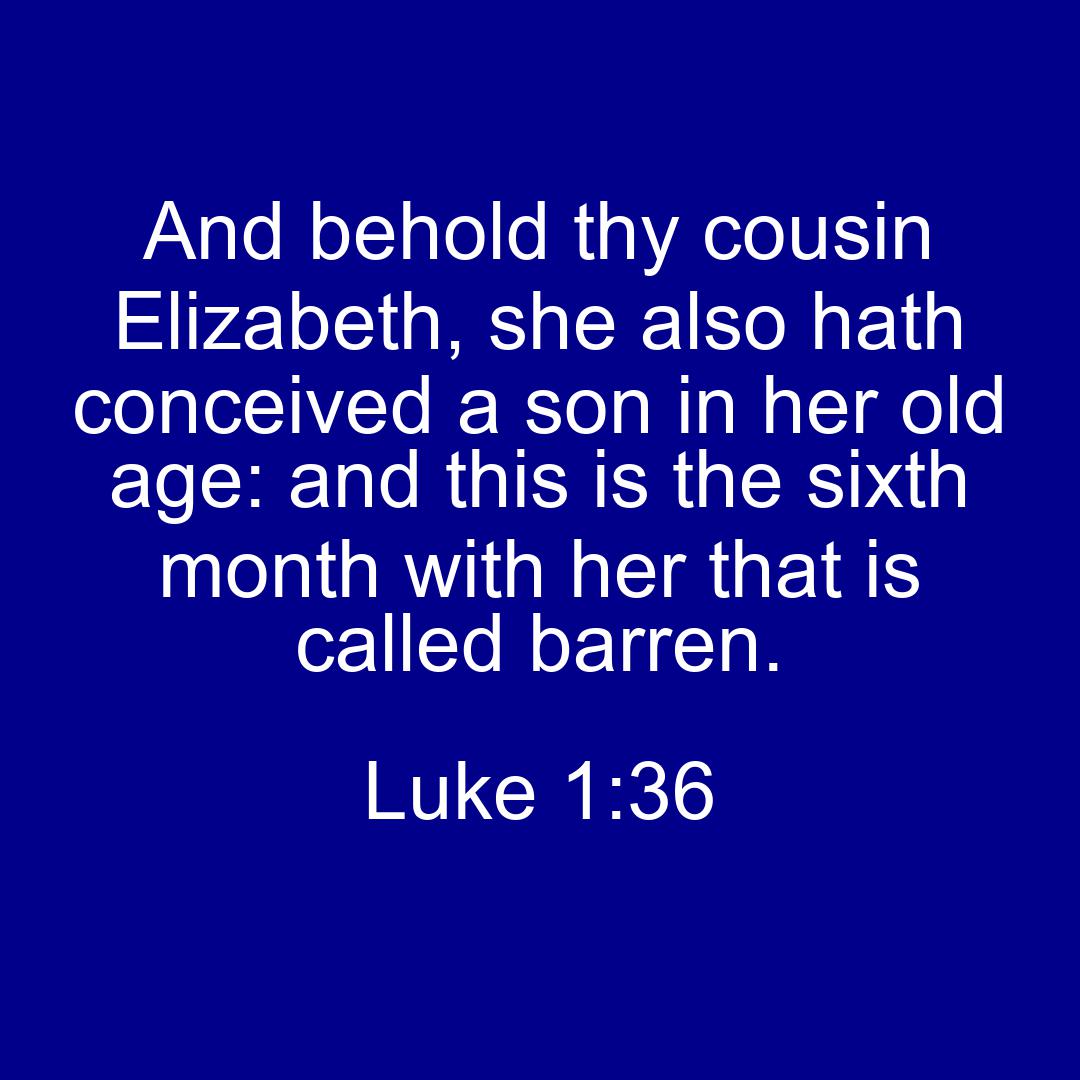 And behold thy cousin
Elizabeth, she also hath
conceived a son in her old
age: and this is the sixth
month with her that is
called barren.
Luke 1:36